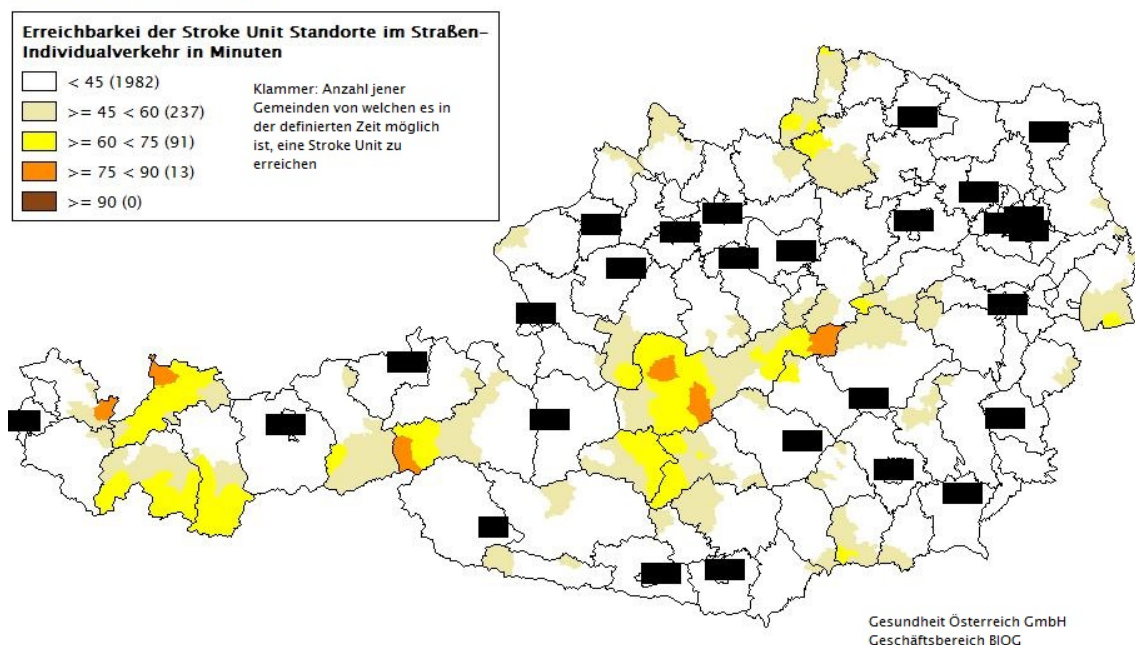 Erreichbarkei der Stroke Unit Standorte im Straßen-
Individualverkehr in Minuten
< 45 (1982)
>= 45 < 60 (237)
>= 60 < 75 (91)
>= 75 < 90 (13)
>= 90 (0)
Klammer: Anzahl jener
Gemeinden von welchen es in
der definierten Zeit möglich
ist, eine Stroke Unit zu
erreichen
Gesundheit Österreich GmbH
Geschäftsbereich BIQG